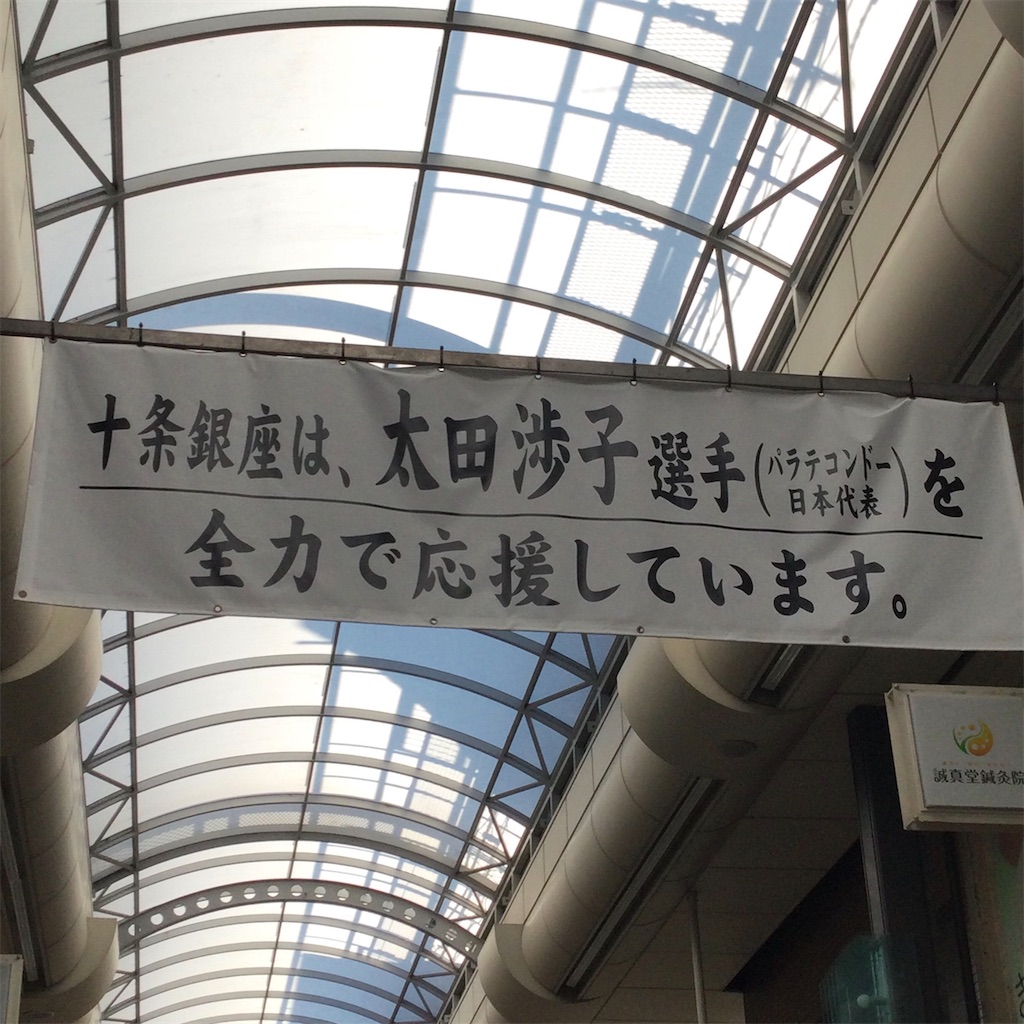 十条銀座は、太田渉子選手(パラテコンドー日本代表)を
全力で応援しています。
誠真堂鍼灸院